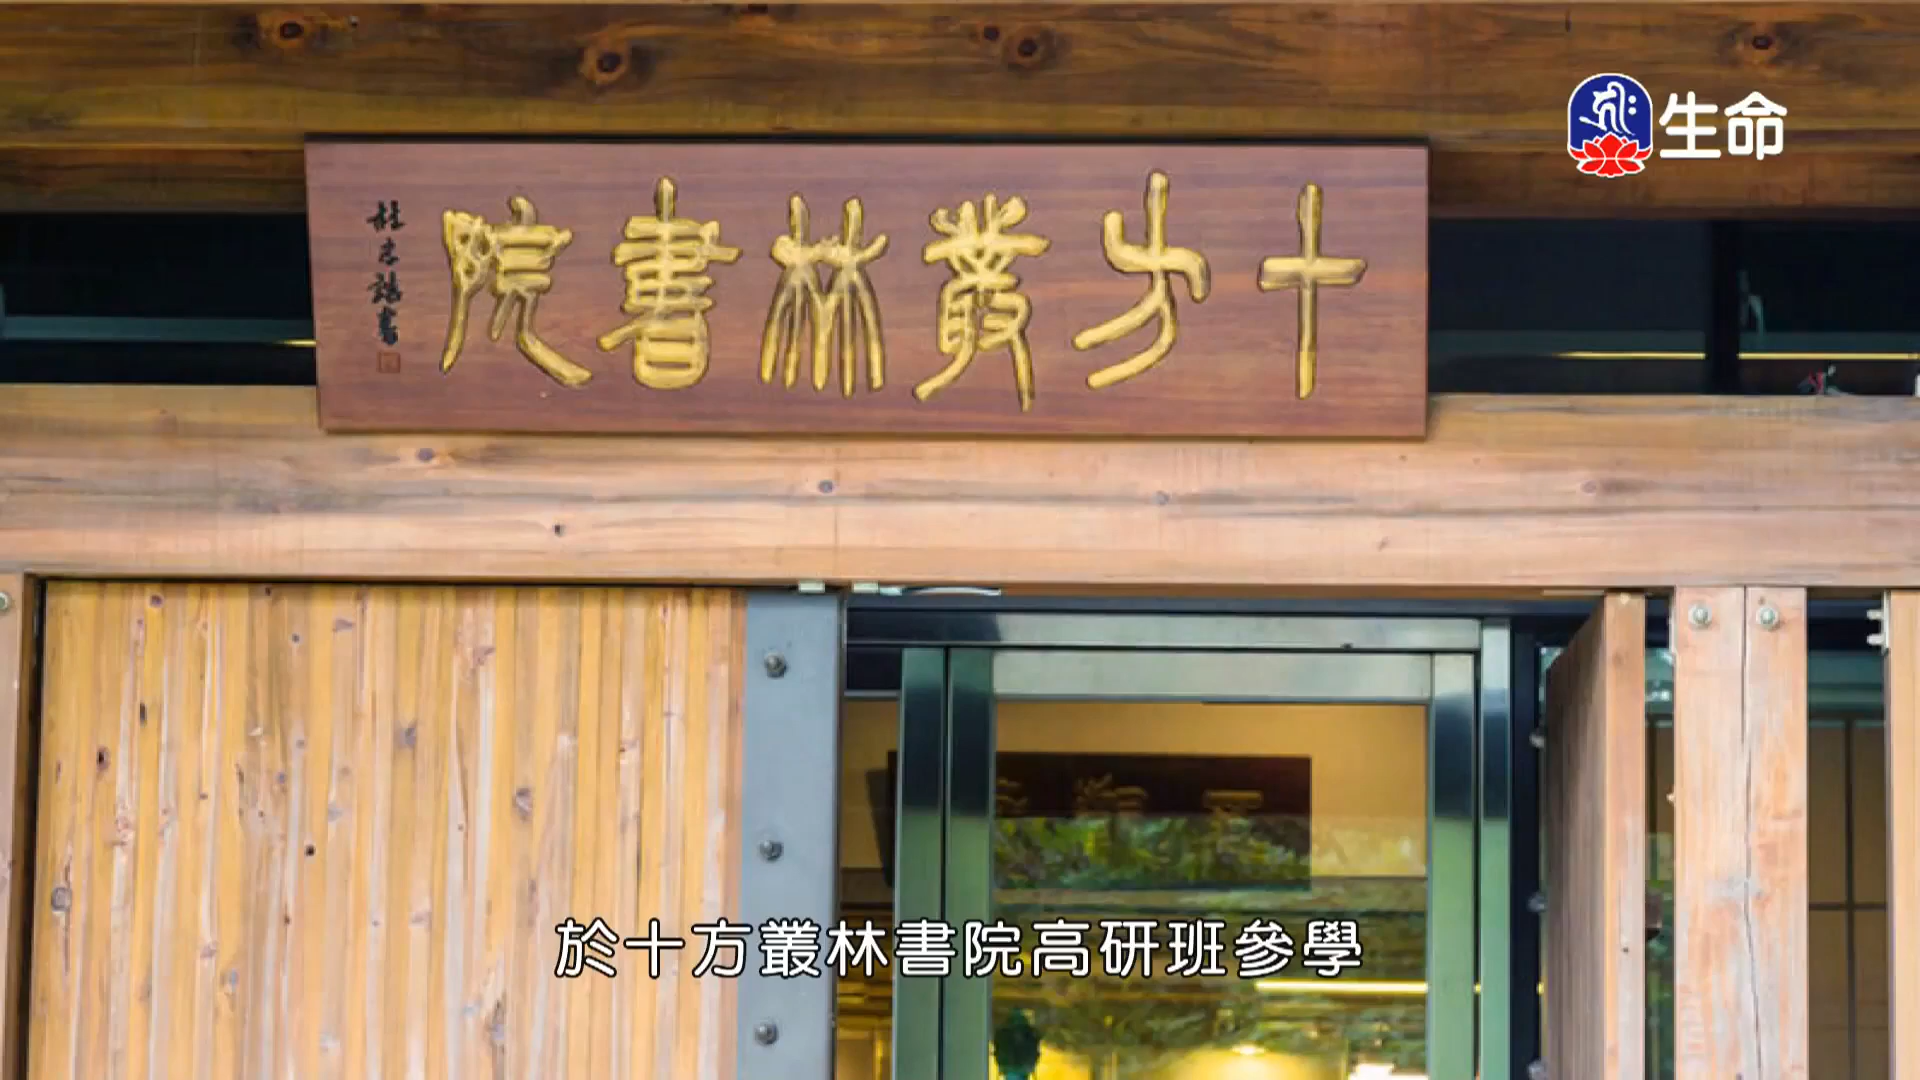 生命
十方叢林書院
杜忠誥書
於十方叢林書院高研班參學